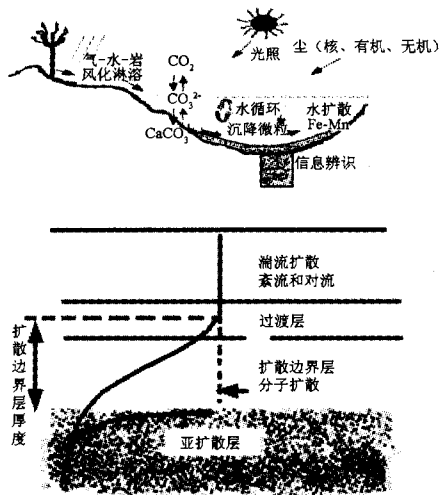 光照
尘（核、有机、无机）
气-水-岩
风化淋溶
CO₂
CO₃²⁻
CaCO₃
水循环
沉降微粒
水扩散
Fe-Mn
信息辨识
湍流扩散
紊流和对流
过渡层
扩散边界层厚度
扩散边界层
分子扩散
亚扩散层